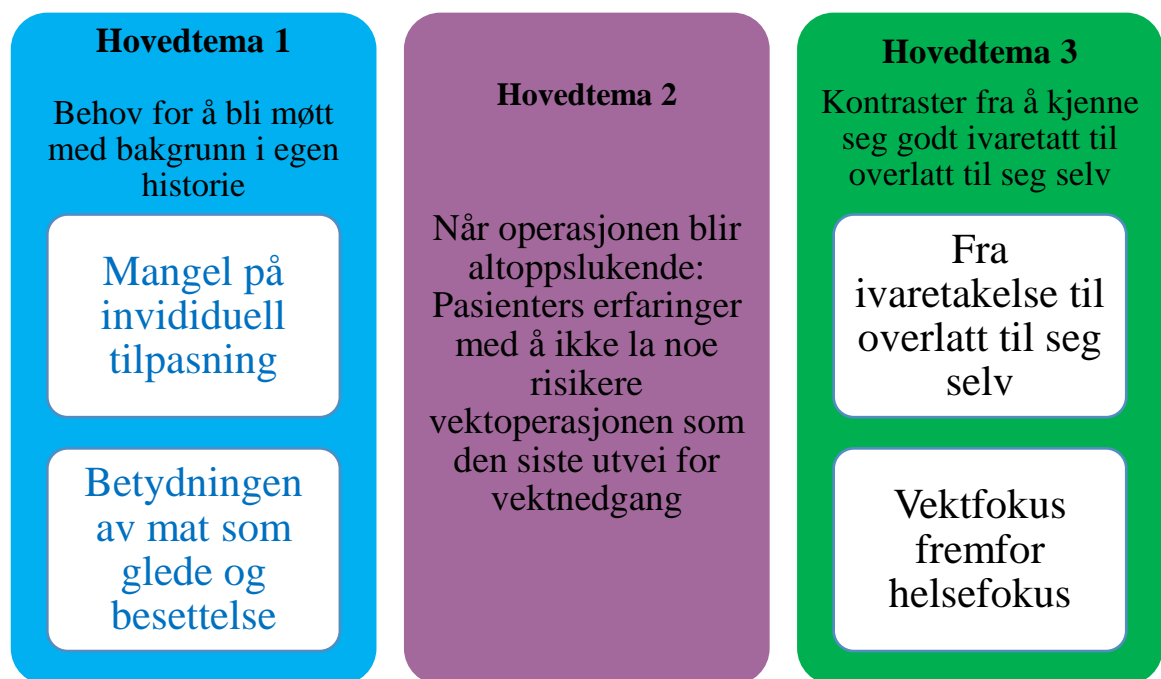 Hovedtema 1
Behov for å bli møtt
med bakgrunn i egen
historie
Mangel på
invididuell
tilpasning
Betydningen
av mat som
glede og
besettelse
Hovedtema 2
Når operasjonen blir
altoppslukende:
Pasienters erfaringer
med å ikke la noe
risikere
vektoperasjonen som
den siste utvei for
vektnedgang
Hovedtema 3
Kontraster fra å kjenne
seg godt ivaretatt til
overlatt til seg selv
Fra
ivaretakelse til
overlatt til seg
selv
Vektfokus
fremfor
helsefokus